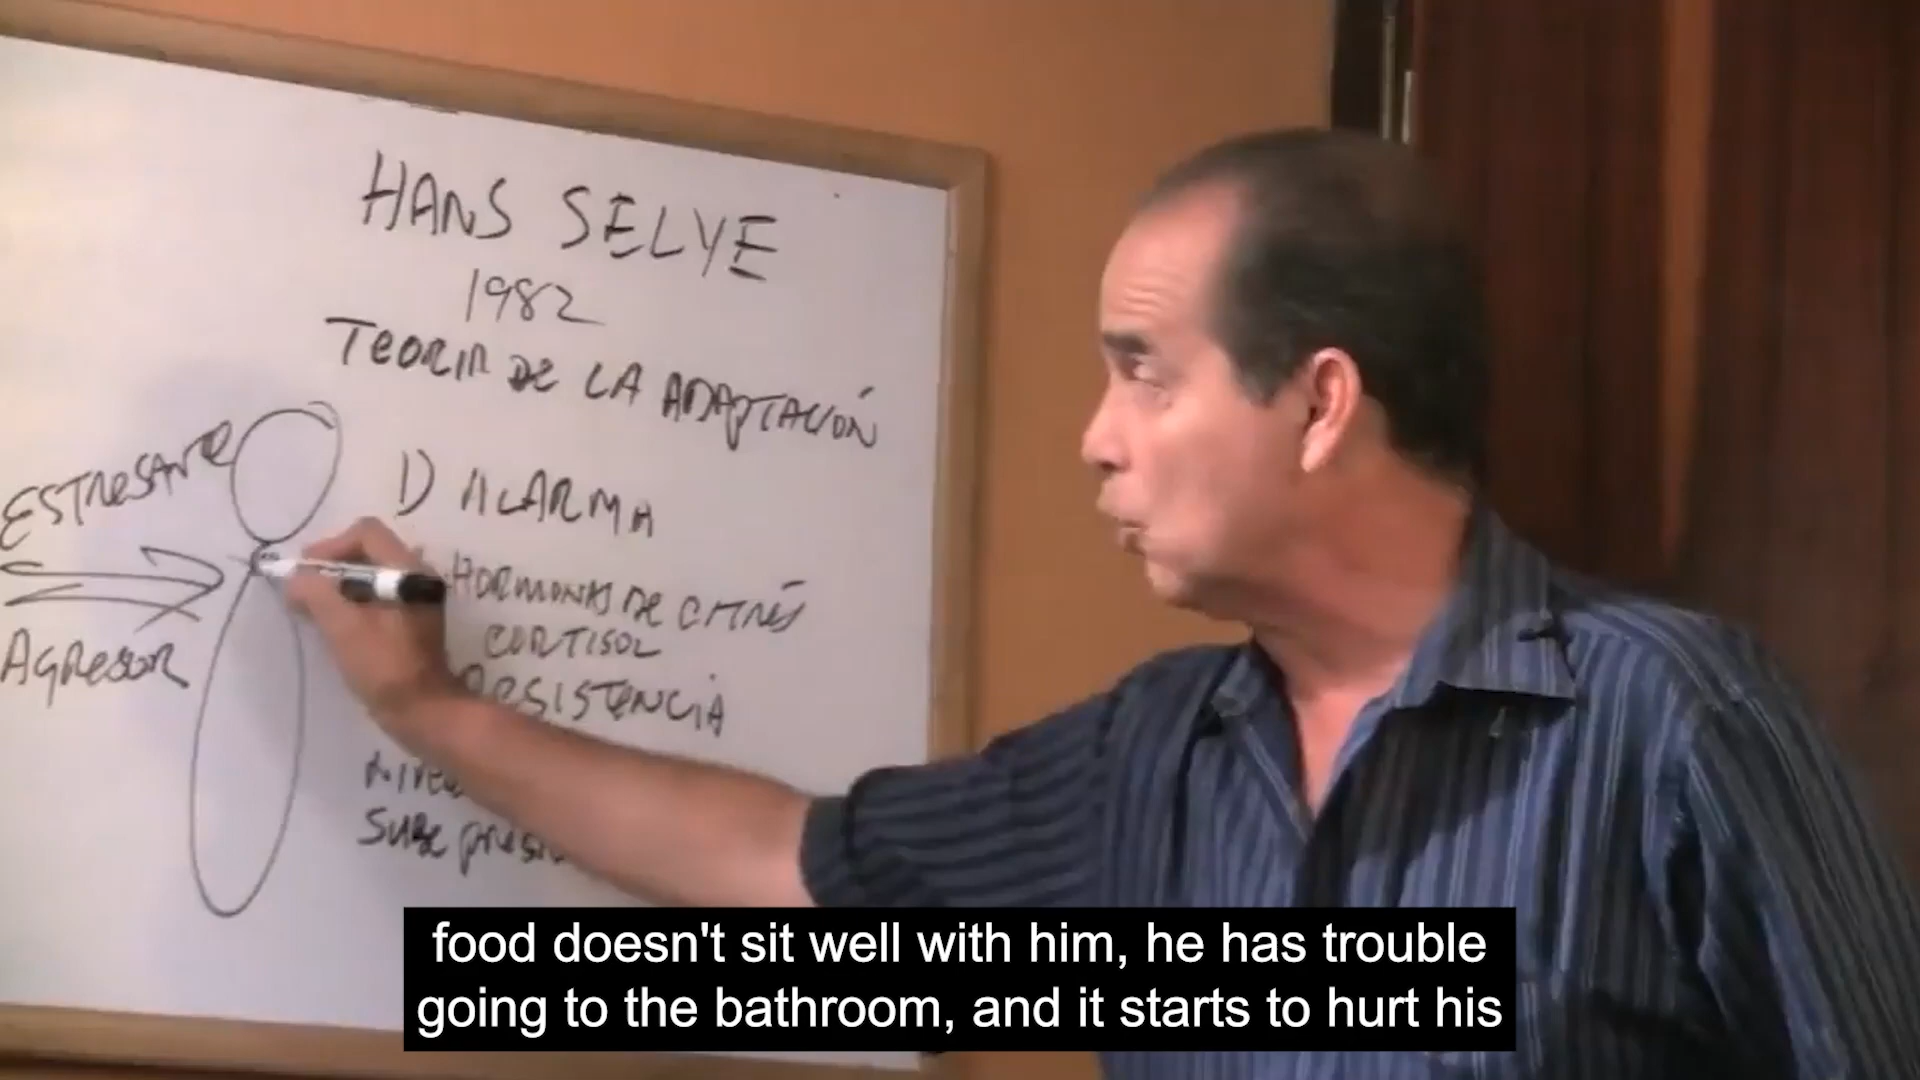 HANS SELYE
1982
TEORIA DE LA ADAPTACIÓN
ESTRESANTE
1) ALARMA
HORMONAS DE
CORTISOL
AGRESOR
RESISTENCIA
SUBE
food doesn't sit well with him, he has trouble
going to the bathroom, and it starts to hurt his